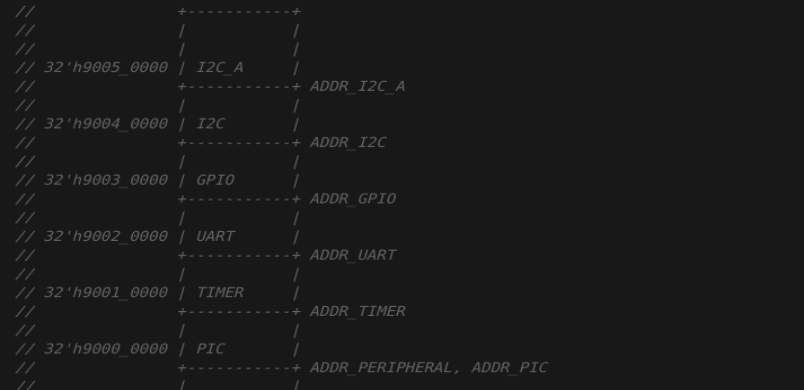 //               +-----------+
//               |           |
//               |           |
// 32'h9005_0000 | I2C_A     |
//               +-----------+ ADDR_I2C_A
//               |           |
// 32'h9004_0000 | I2C       |
//               +-----------+ ADDR_I2C
//               |           |
// 32'h9003_0000 | GPIO      |
//               +-----------+ ADDR_GPIO
//               |           |
// 32'h9002_0000 | UART      |
//               +-----------+ ADDR_UART
//               |           |
// 32'h9001_0000 | TIMER     |
//               +-----------+ ADDR_TIMER
//               |           |
// 32'h9000_0000 | PIC       |
//               +-----------+ ADDR_PERIPHERAL, ADDR_PIC
//               |           |